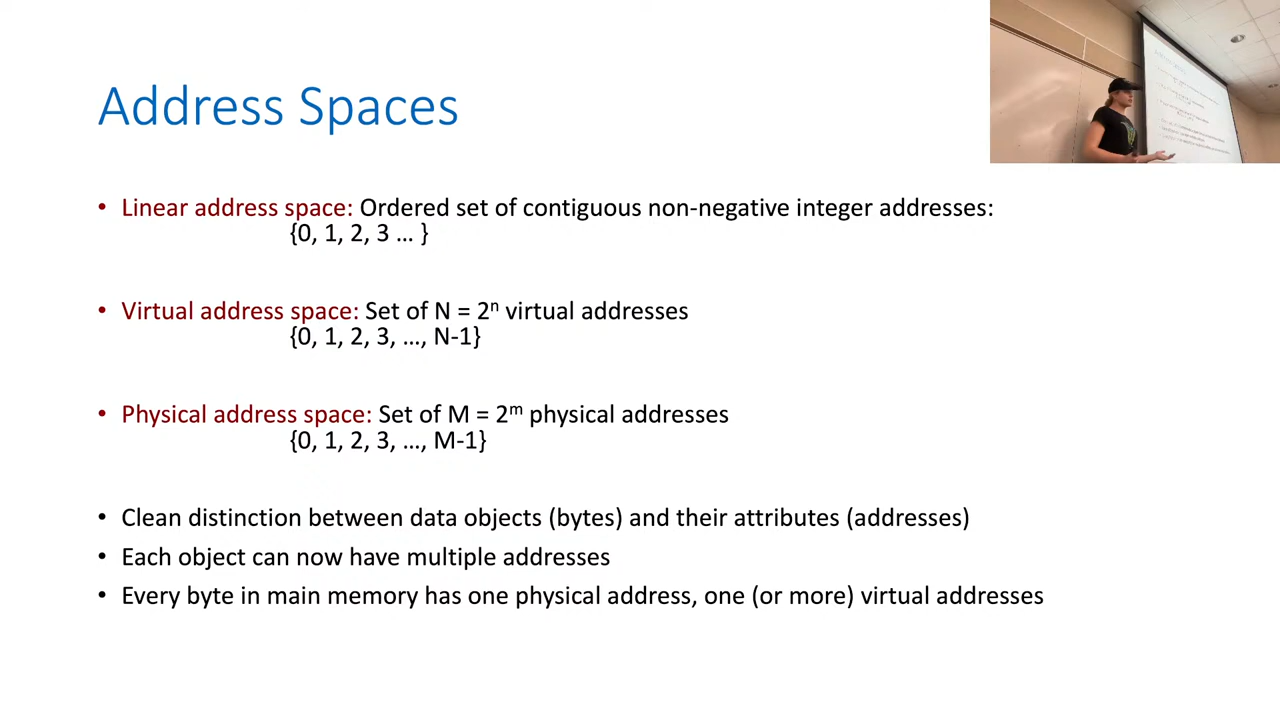 Address Spaces
• Linear address space: Ordered set of contiguous non-negative integer addresses:
{0, 1, 2, 3 … }
• Virtual address space: Set of N = 2ⁿ virtual addresses
{0, 1, 2, 3, …, N-1}
• Physical address space: Set of M = 2ᵐ physical addresses
{0, 1, 2, 3, …, M-1}
• Clean distinction between data objects (bytes) and their attributes (addresses)
• Each object can now have multiple addresses
• Every byte in main memory has one physical address, one (or more) virtual addresses